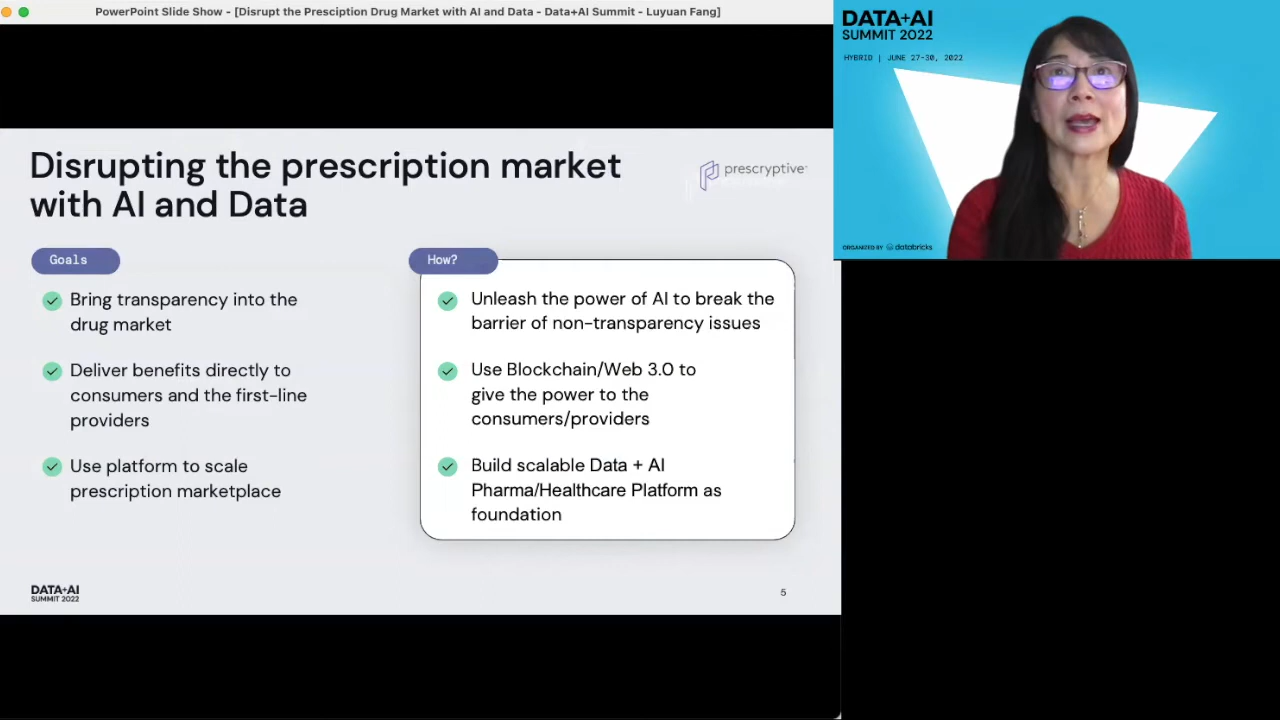 PowerPoint Slide Show - [Disrupt the Presciption Drug Market with AI and Data - Data+AI Summit - Luyuan Fang]
DATA+AI
SUMMIT 2022
HYBRID | JUNE 27-30, 2022
ORGANIZED BY databricks
Disrupting the prescription market
with AI and Data
prescryptive
Goals
Bring transparency into the
drug market
Deliver benefits directly to
consumers and the first-line
providers
Use platform to scale
prescription marketplace
How?
Unleash the power of AI to break the
barrier of non-transparency issues
Use Blockchain/Web 3.0 to
give the power to the
consumers/providers
Build scalable Data + AI
Pharma/Healthcare Platform as
foundation
DATA+AI
SUMMIT 2022
5